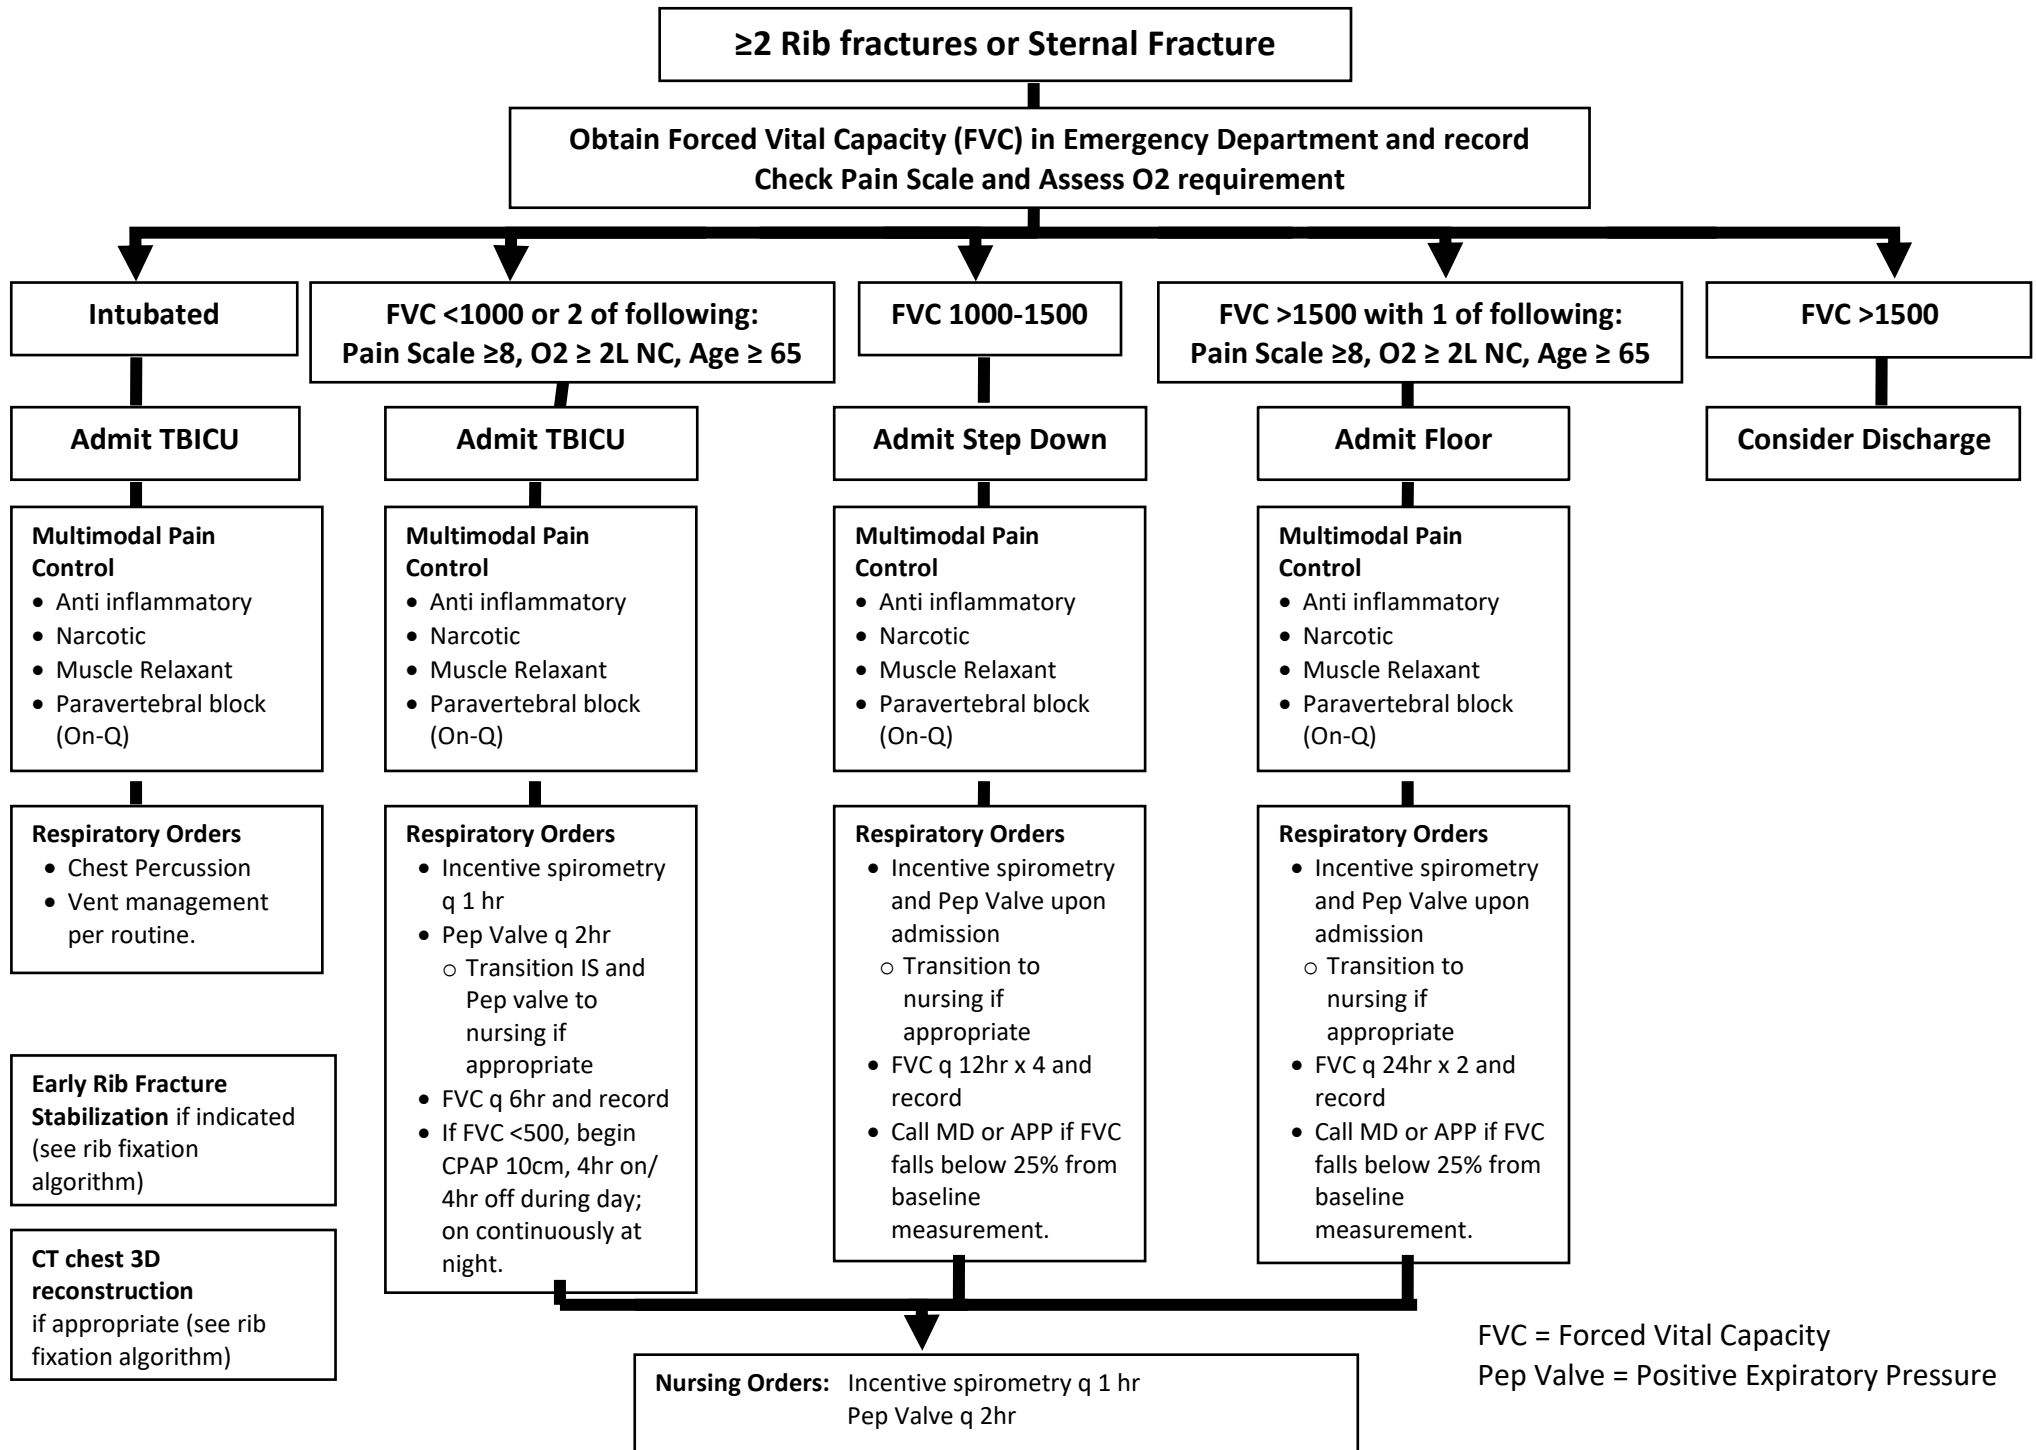 ≥2 Rib fractures or Sternal Fracture
Obtain Forced Vital Capacity (FVC) in Emergency Department and record
Check Pain Scale and Assess O2 requirement
Intubated
FVC <1000 or 2 of following:
Pain Scale ≥8, O2 ≥ 2L NC, Age ≥ 65
FVC 1000-1500
FVC >1500 with 1 of following:
Pain Scale ≥8, O2 ≥ 2L NC, Age ≥ 65
FVC >1500
Admit TBICU
Admit TBICU
Admit Step Down
Admit Floor
Consider Discharge
Multimodal Pain
Control
• Anti inflammatory
• Narcotic
• Muscle Relaxant
• Paravertebral block
(On-Q)
Multimodal Pain
Control
• Anti inflammatory
• Narcotic
• Muscle Relaxant
• Paravertebral block
(On-Q)
Multimodal Pain
Control
• Anti inflammatory
• Narcotic
• Muscle Relaxant
• Paravertebral block
(On-Q)
Multimodal Pain
Control
• Anti inflammatory
• Narcotic
• Muscle Relaxant
• Paravertebral block
(On-Q)
Respiratory Orders
• Chest Percussion
• Vent management
per routine.
Respiratory Orders
• Incentive spirometry
q 1 hr
• Pep Valve q 2hr
o Transition IS and
Pep valve to
nursing if
appropriate
• FVC q 6hr and record
• If FVC <500, begin
CPAP 10cm, 4hr on/
4hr off during day;
on continuously at
night.
Respiratory Orders
• Incentive spirometry
and Pep Valve upon
admission
o Transition to
nursing if
appropriate
• FVC q 12hr x 4 and
record
• Call MD or APP if FVC
falls below 25% from
baseline
measurement.
Respiratory Orders
• Incentive spirometry
and Pep Valve upon
admission
o Transition to
nursing if
appropriate
• FVC q 24hr x 2 and
record
• Call MD or APP if FVC
falls below 25% from
baseline
measurement.
Early Rib Fracture
Stabilization if indicated
(see rib fixation
algorithm)
CT chest 3D
reconstruction
if appropriate (see rib
fixation algorithm)
Nursing Orders: Incentive spirometry q 1 hr
Pep Valve q 2hr
FVC = Forced Vital Capacity
Pep Valve = Positive Expiratory Pressure